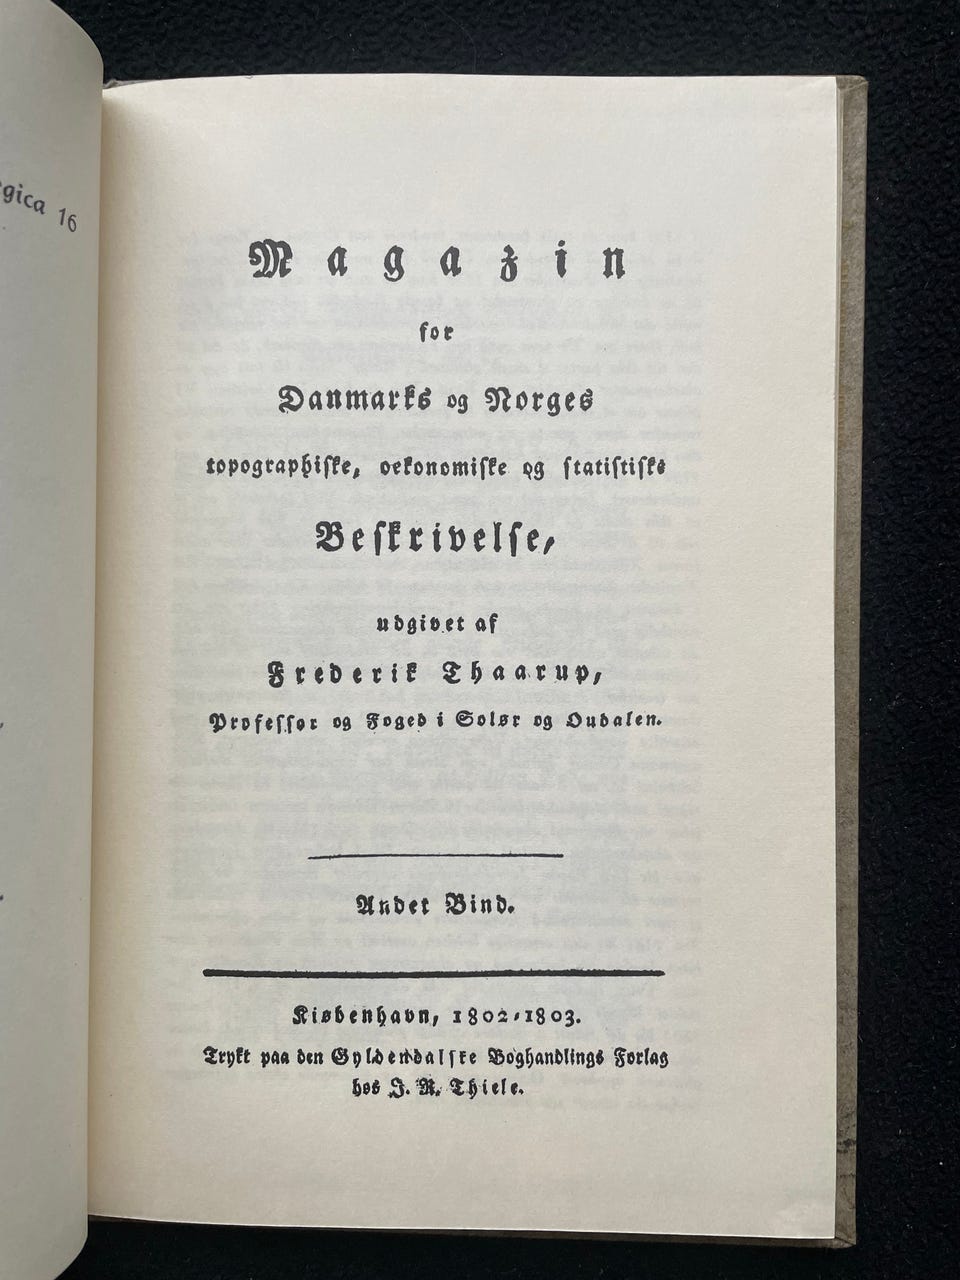 gica 16
Magazin
for
Danmarks og Norges
topographiske, oekonomiske og statistiske
Beskrivelse,
udgivet af
Frederik Thaarup,
Professor og Foged i Soløer og Oudalen.
Andet Bind.
Kiøbenhavn, 1802-1803.
Trykt paa den Gyldendalske Boghandlings Forlag
hos J. R. Thiele.